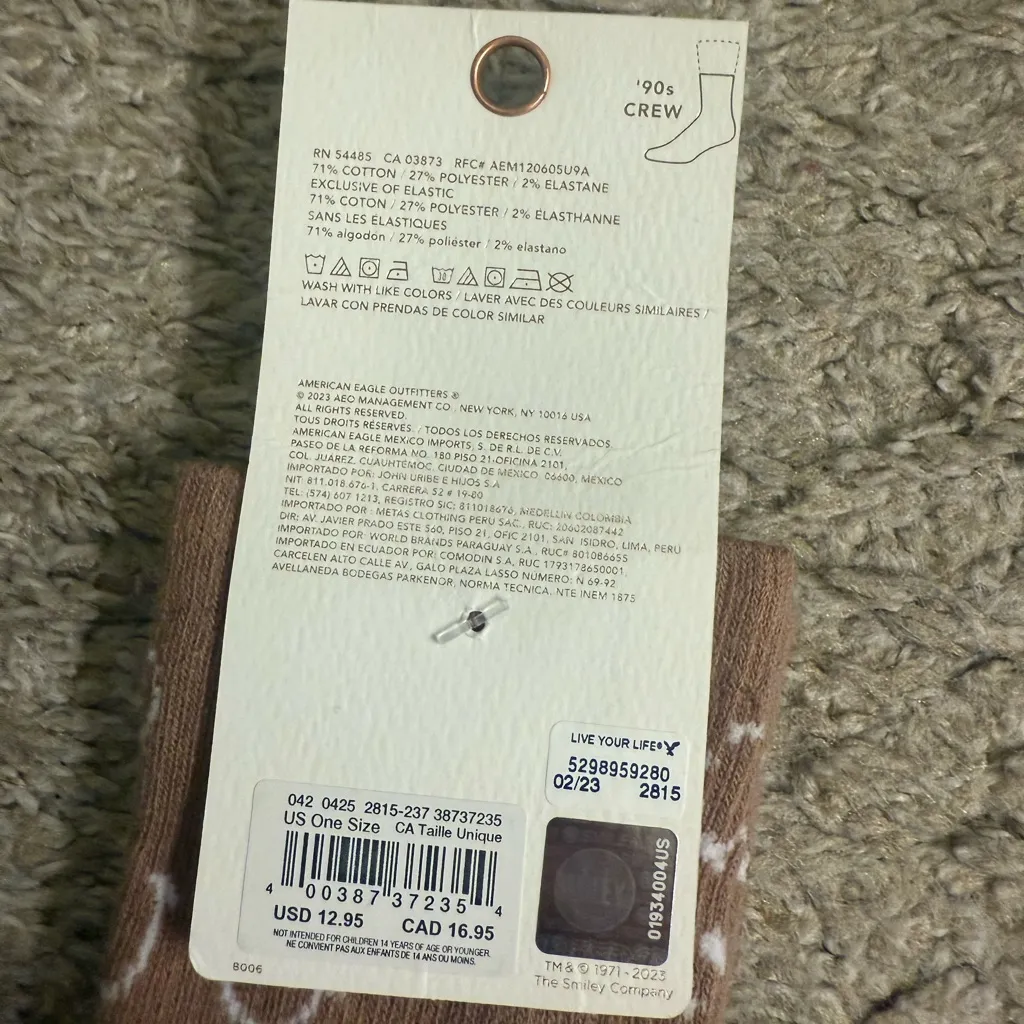 '90s
CREW
RN 54485 CA 03873 RFC# AEM120605U9A
71% COTTON / 27% POLYESTER / 2% ELASTANE
EXCLUSIVE OF ELASTIC
71% COTON / 27% POLYESTER / 2% ÉLASTHANNE
SANS LES ÉLASTIQUES
71% algodón / 27% poliéster / 2% elastano
WASH WITH LIKE COLORS / LAVER AVEC DES COULEURS SIMILAIRES /
LAVAR CON PRENDAS DE COLOR SIMILAR
AMERICAN EAGLE OUTFITTERS ®
© 2023 AEO MANAGEMENT CO., NEW YORK, NY 10016 USA
ALL RIGHTS RESERVED.
TOUS DROITS RÉSERVÉS. / TODOS LOS DERECHOS RESERVADOS.
AMERICAN EAGLE MEXICO IMPORTS, S. DE R.L. DE C.V.
PASEO DE LA REFORMA NO. 180 PISO 21-OFICINA 2101,
COL. JUÁREZ, CUAUHTÉMOC, CIUDAD DE MÉXICO, 06600, MÉXICO
IMPORTADO POR: JOHN URIBE E HIJOS S.A
NIT: 811.018.676-1, CARRERA 52 # 19-80
TEL: (574) 607 1213, REGISTRO SIC: 811018676, MEDELLIN COLOMBIA
IMPORTADO POR : METAS CLOTHING PERU SAC., RUC: 20602087442
DIR: AV. JAVIER PRADO ESTE 560, PISO 21, OFIC 2101, SAN ISIDRO, LIMA, PERU
IMPORTADO POR: WORLD BRANDS PARAGUAY S.A., RUC# 801086655
IMPORTADO EN ECUADOR POR: COMODIN S.A, RUC 1793178650001,
CARCELEN ALTO CALLE AV., GALO PLAZA LASSO NUMERO: N 69-92
AVELLANEDA BODEGAS PARKENOR, NORMA TECNICA, NTE INEM 1875
LIVE YOUR LIFE®
5298959280
02/23 2815
042 0425 2815-237 38737235
US One Size CA Taille Unique
4 00387 37235 4
USD 12.95 CAD 16.95
NOT INTENDED FOR CHILDREN 14 YEARS OF AGE OR YOUNGER.
NE CONVIENT PAS AUX ENFANTS DE 14 ANS OU MOINS.
01934004US
B006
TM & © 1971-2023
The Smiley Company